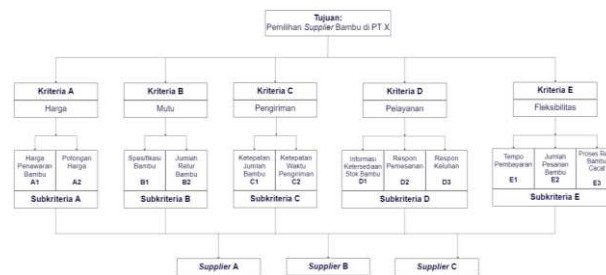 Tujuan:
Pemilihan Supplier Bambu di PT X
Kriteria A
Harga
Kriteria B
Mutu
Kriteria C
Pengiriman
Kriteria D
Pelayanan
Kriteria E
Fleksibilitas
Harga
Penawaran
Bambu
A1
Potongan
Harga
A2
Subkriteria A
Spesifikasi
Bambu
B1
Jumlah
Retur
Bambu
B2
Subkriteria B
Ketepatan
Jumlah
Bambu
C1
Ketepatan
Waktu
Pengiriman
C2
Subkriteria C
Informasi
Ketersediaan
Stok Bambu
D1
Respon
Pemesanan
D2
Respon
Keluhan
D3
Subkriteria D
Tempo
Pembayaran
E1
Jumlah
Pesanan
Bambu
E2
Proses
Bambu
Cacat
E3
Subkriteria E
Supplier A
Supplier B
Supplier C